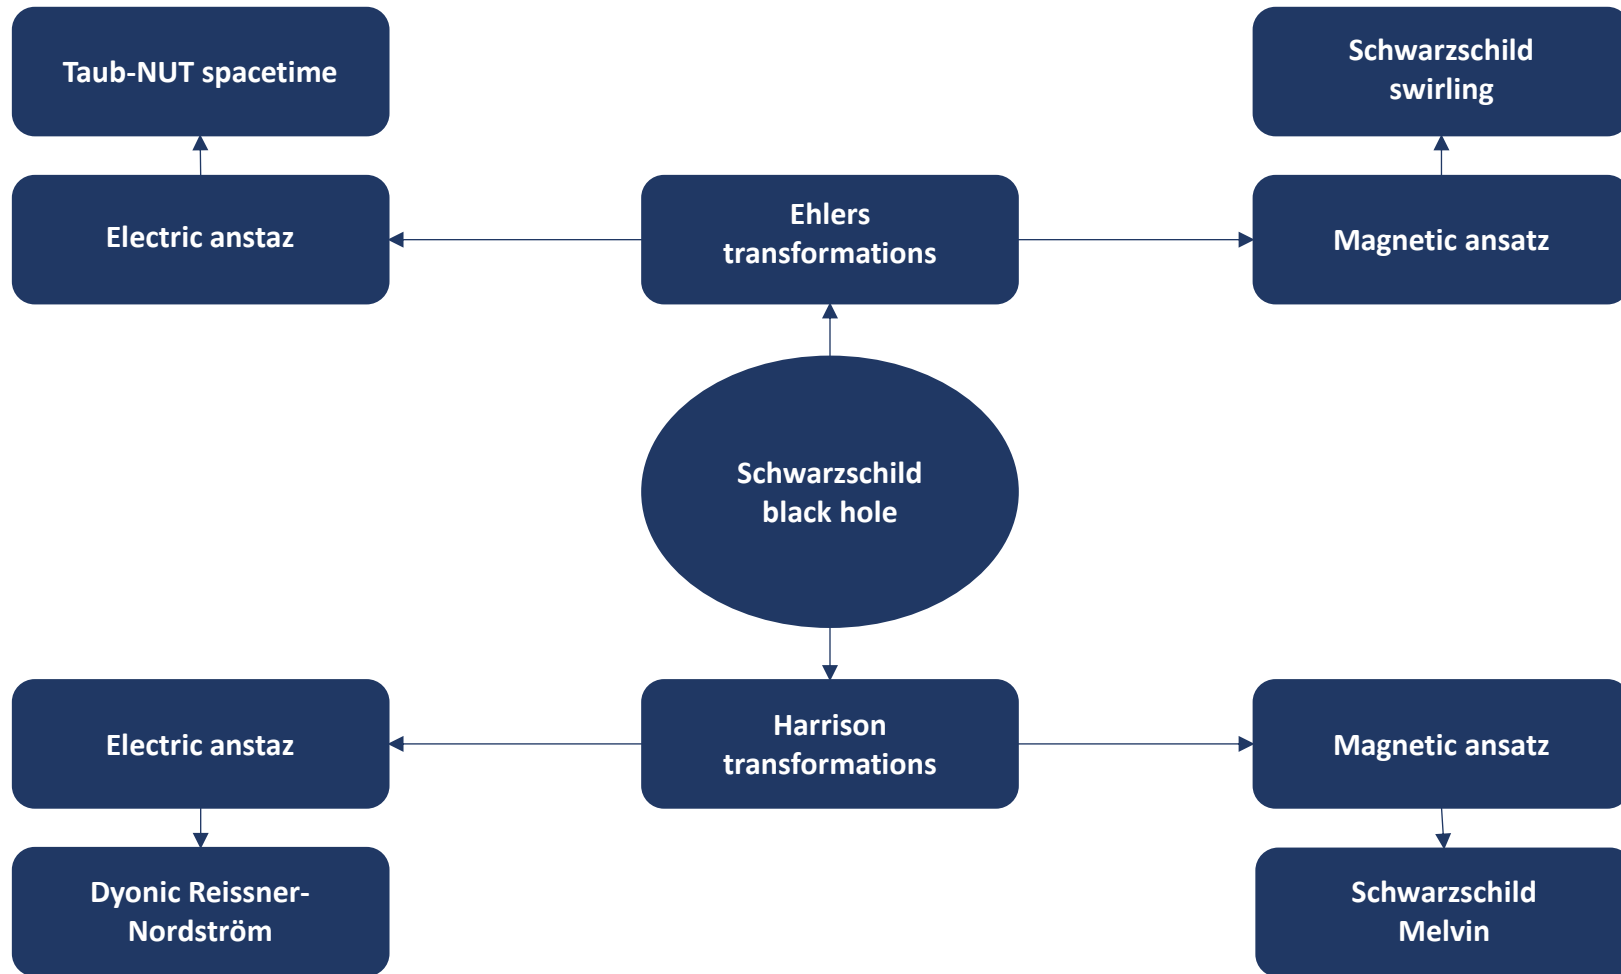 Taub-NUT spacetime
Schwarzschild
swirling
Electric anstaz
Ehlers
transformations
Magnetic ansatz
Schwarzschild
black hole
Electric anstaz
Harrison
transformations
Magnetic ansatz
Dyonic Reissner-
Nordström
Schwarzschild
Melvin